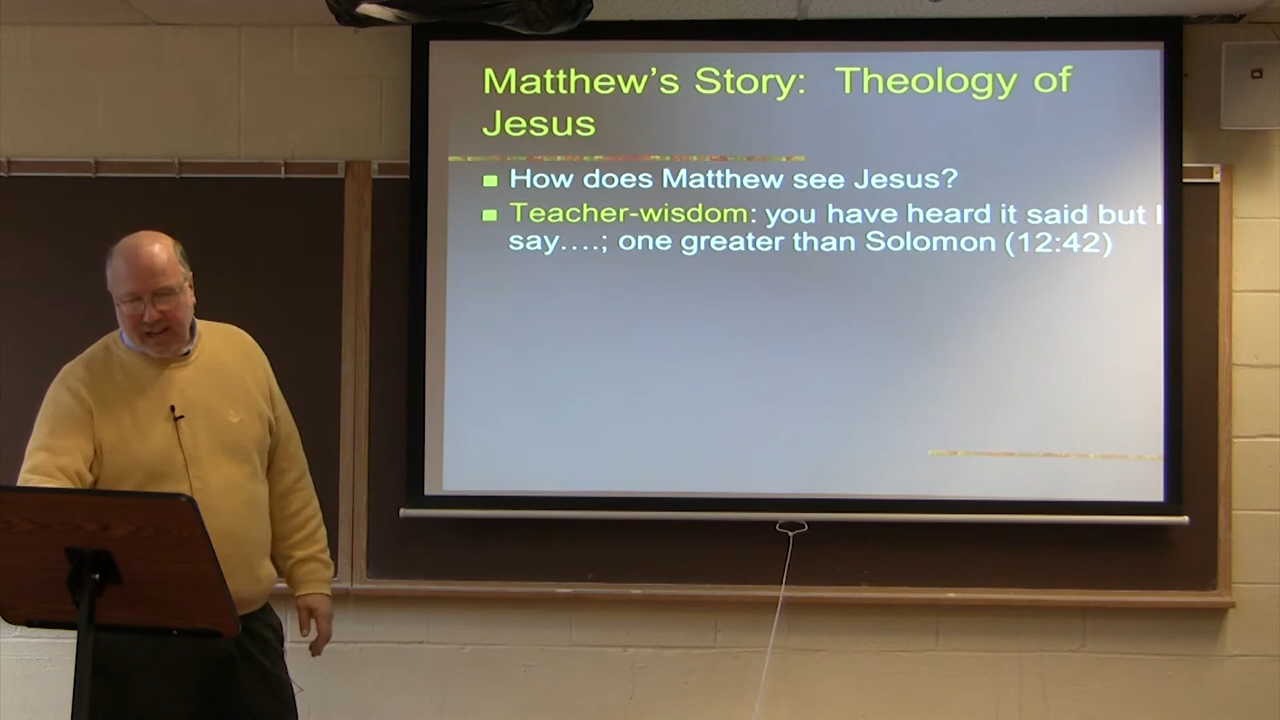 Matthew's Story:  Theology of
Jesus
How does Matthew see Jesus?
Teacher-wisdom: you have heard it said but I
say….; one greater than Solomon (12:42)